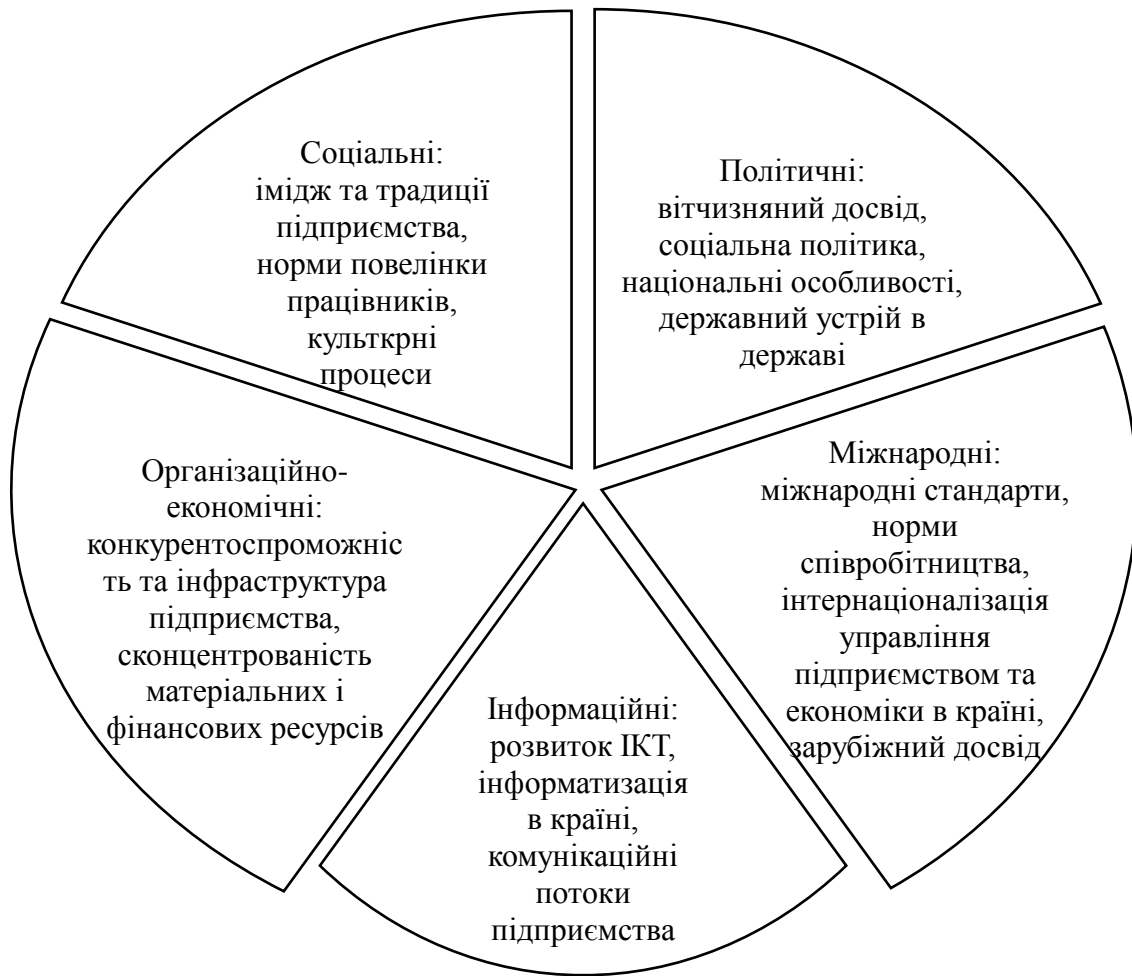 Соціальні:
імідж та традиції
підприємства,
норми повелінки
працівників,
культкрні
процеси
Політичні:
вітчизняний досвід,
соціальна політика,
національні особливості,
державний устрій в
державі
Міжнародні:
міжнародні стандарти,
норми
співробітництва,
інтернаціоналізація
управління
підприємством та
економіки в країні,
зарубіжний досвід
Інформаційні:
розвиток ІКТ,
інформатизація
в країні,
комунікаційні
потоки
підприємства
Організаційно-
економічні:
конкурентоспроможніс
ть та інфраструктура
підприємства,
сконцентрованість
матеріальних і
фінансових ресурсів